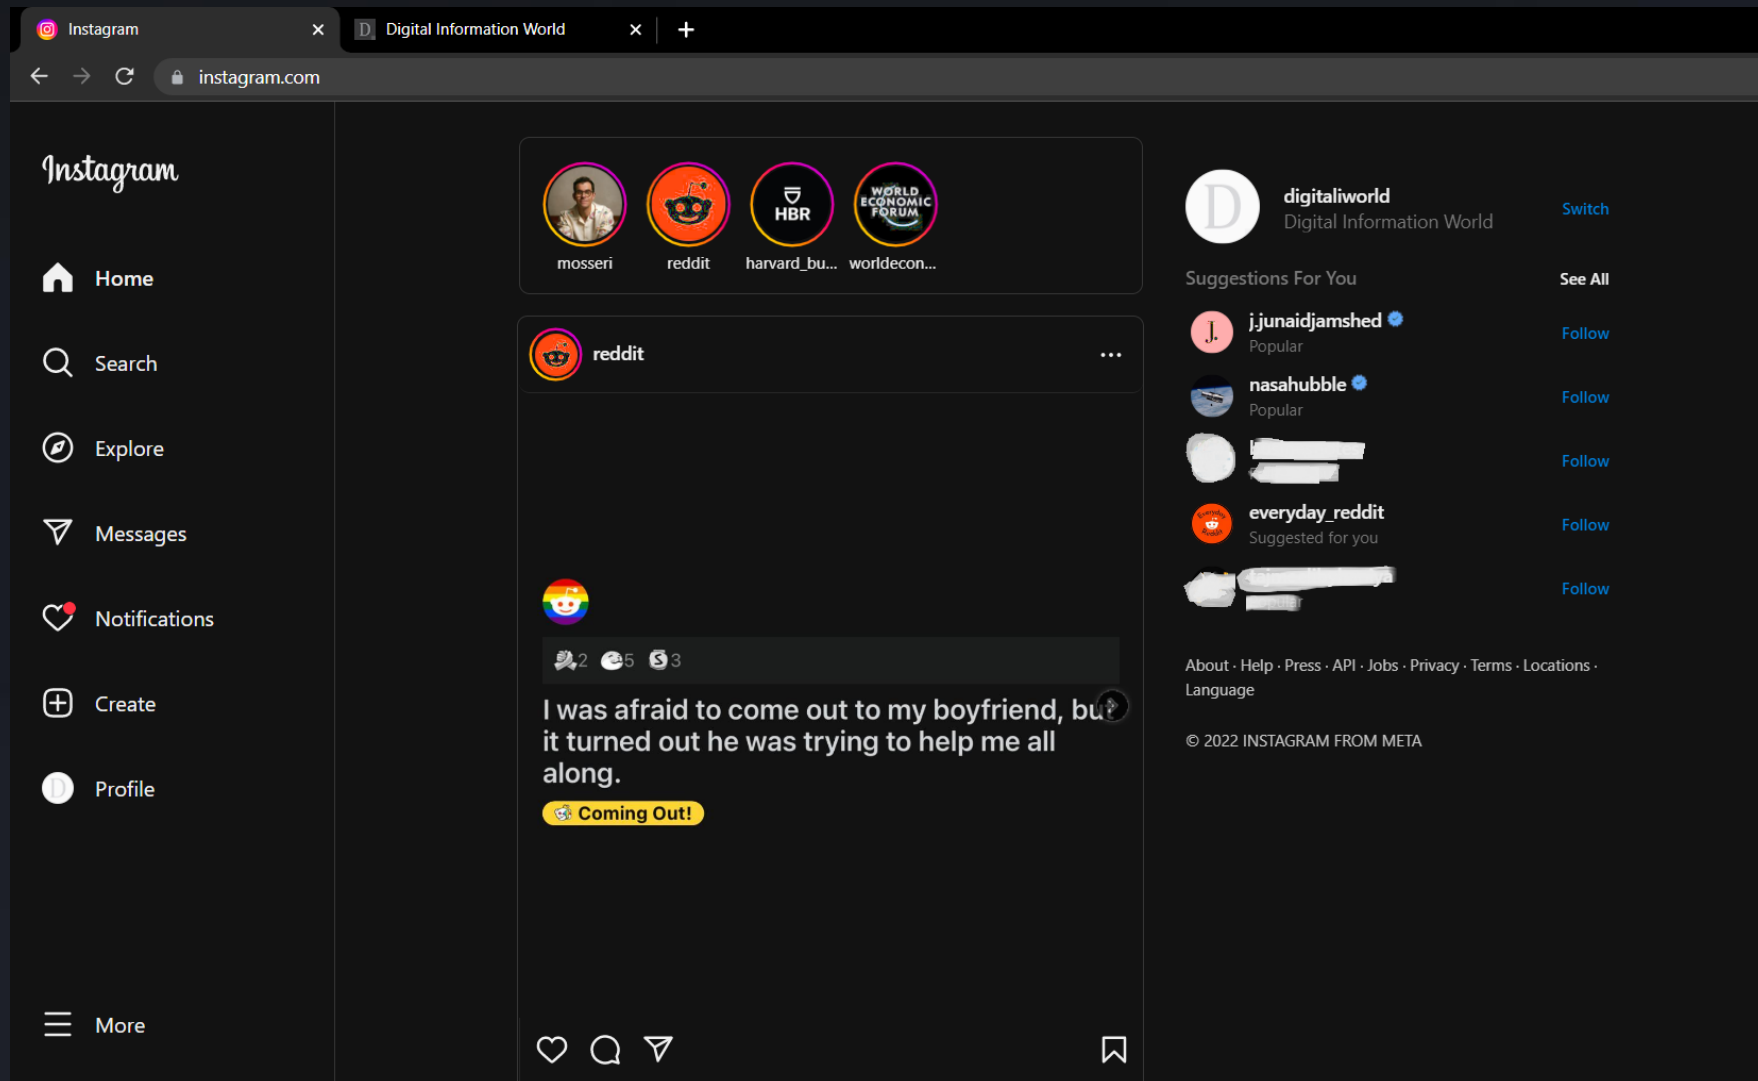 Instagram
Digital Information World
instagram.com
Instagram
Home
Search
Explore
Messages
Notifications
Create
Profile
More
HBR
WORLD
ECONOMIC
FORUM
mosseri
reddit
harvard_bu...
worldecon...
reddit
2
5
3
I was afraid to come out to my boyfriend, but
it turned out he was trying to help me all
along.
Coming Out!
D
digitaliworld
Digital Information World
Switch
Suggestions For You
See All
J.
j.junaidjamshed
Popular
Follow
nasahubble
Popular
Follow
Follow
everyday_reddit
Suggested for you
Follow
Follow
About · Help · Press · API · Jobs · Privacy · Terms · Locations ·
Language
© 2022 INSTAGRAM FROM META